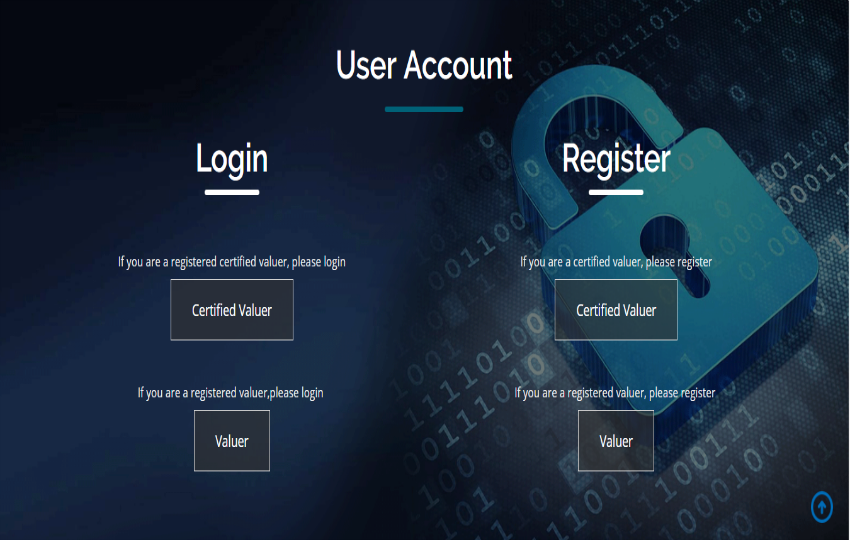 User Account
Login
Register
If you are a registered certified valuer, please login
If you are a certified valuer, please register
Certified Valuer
Certified Valuer
If you are a registered valuer,please login
If you are a registered valuer, please register
Valuer
Valuer